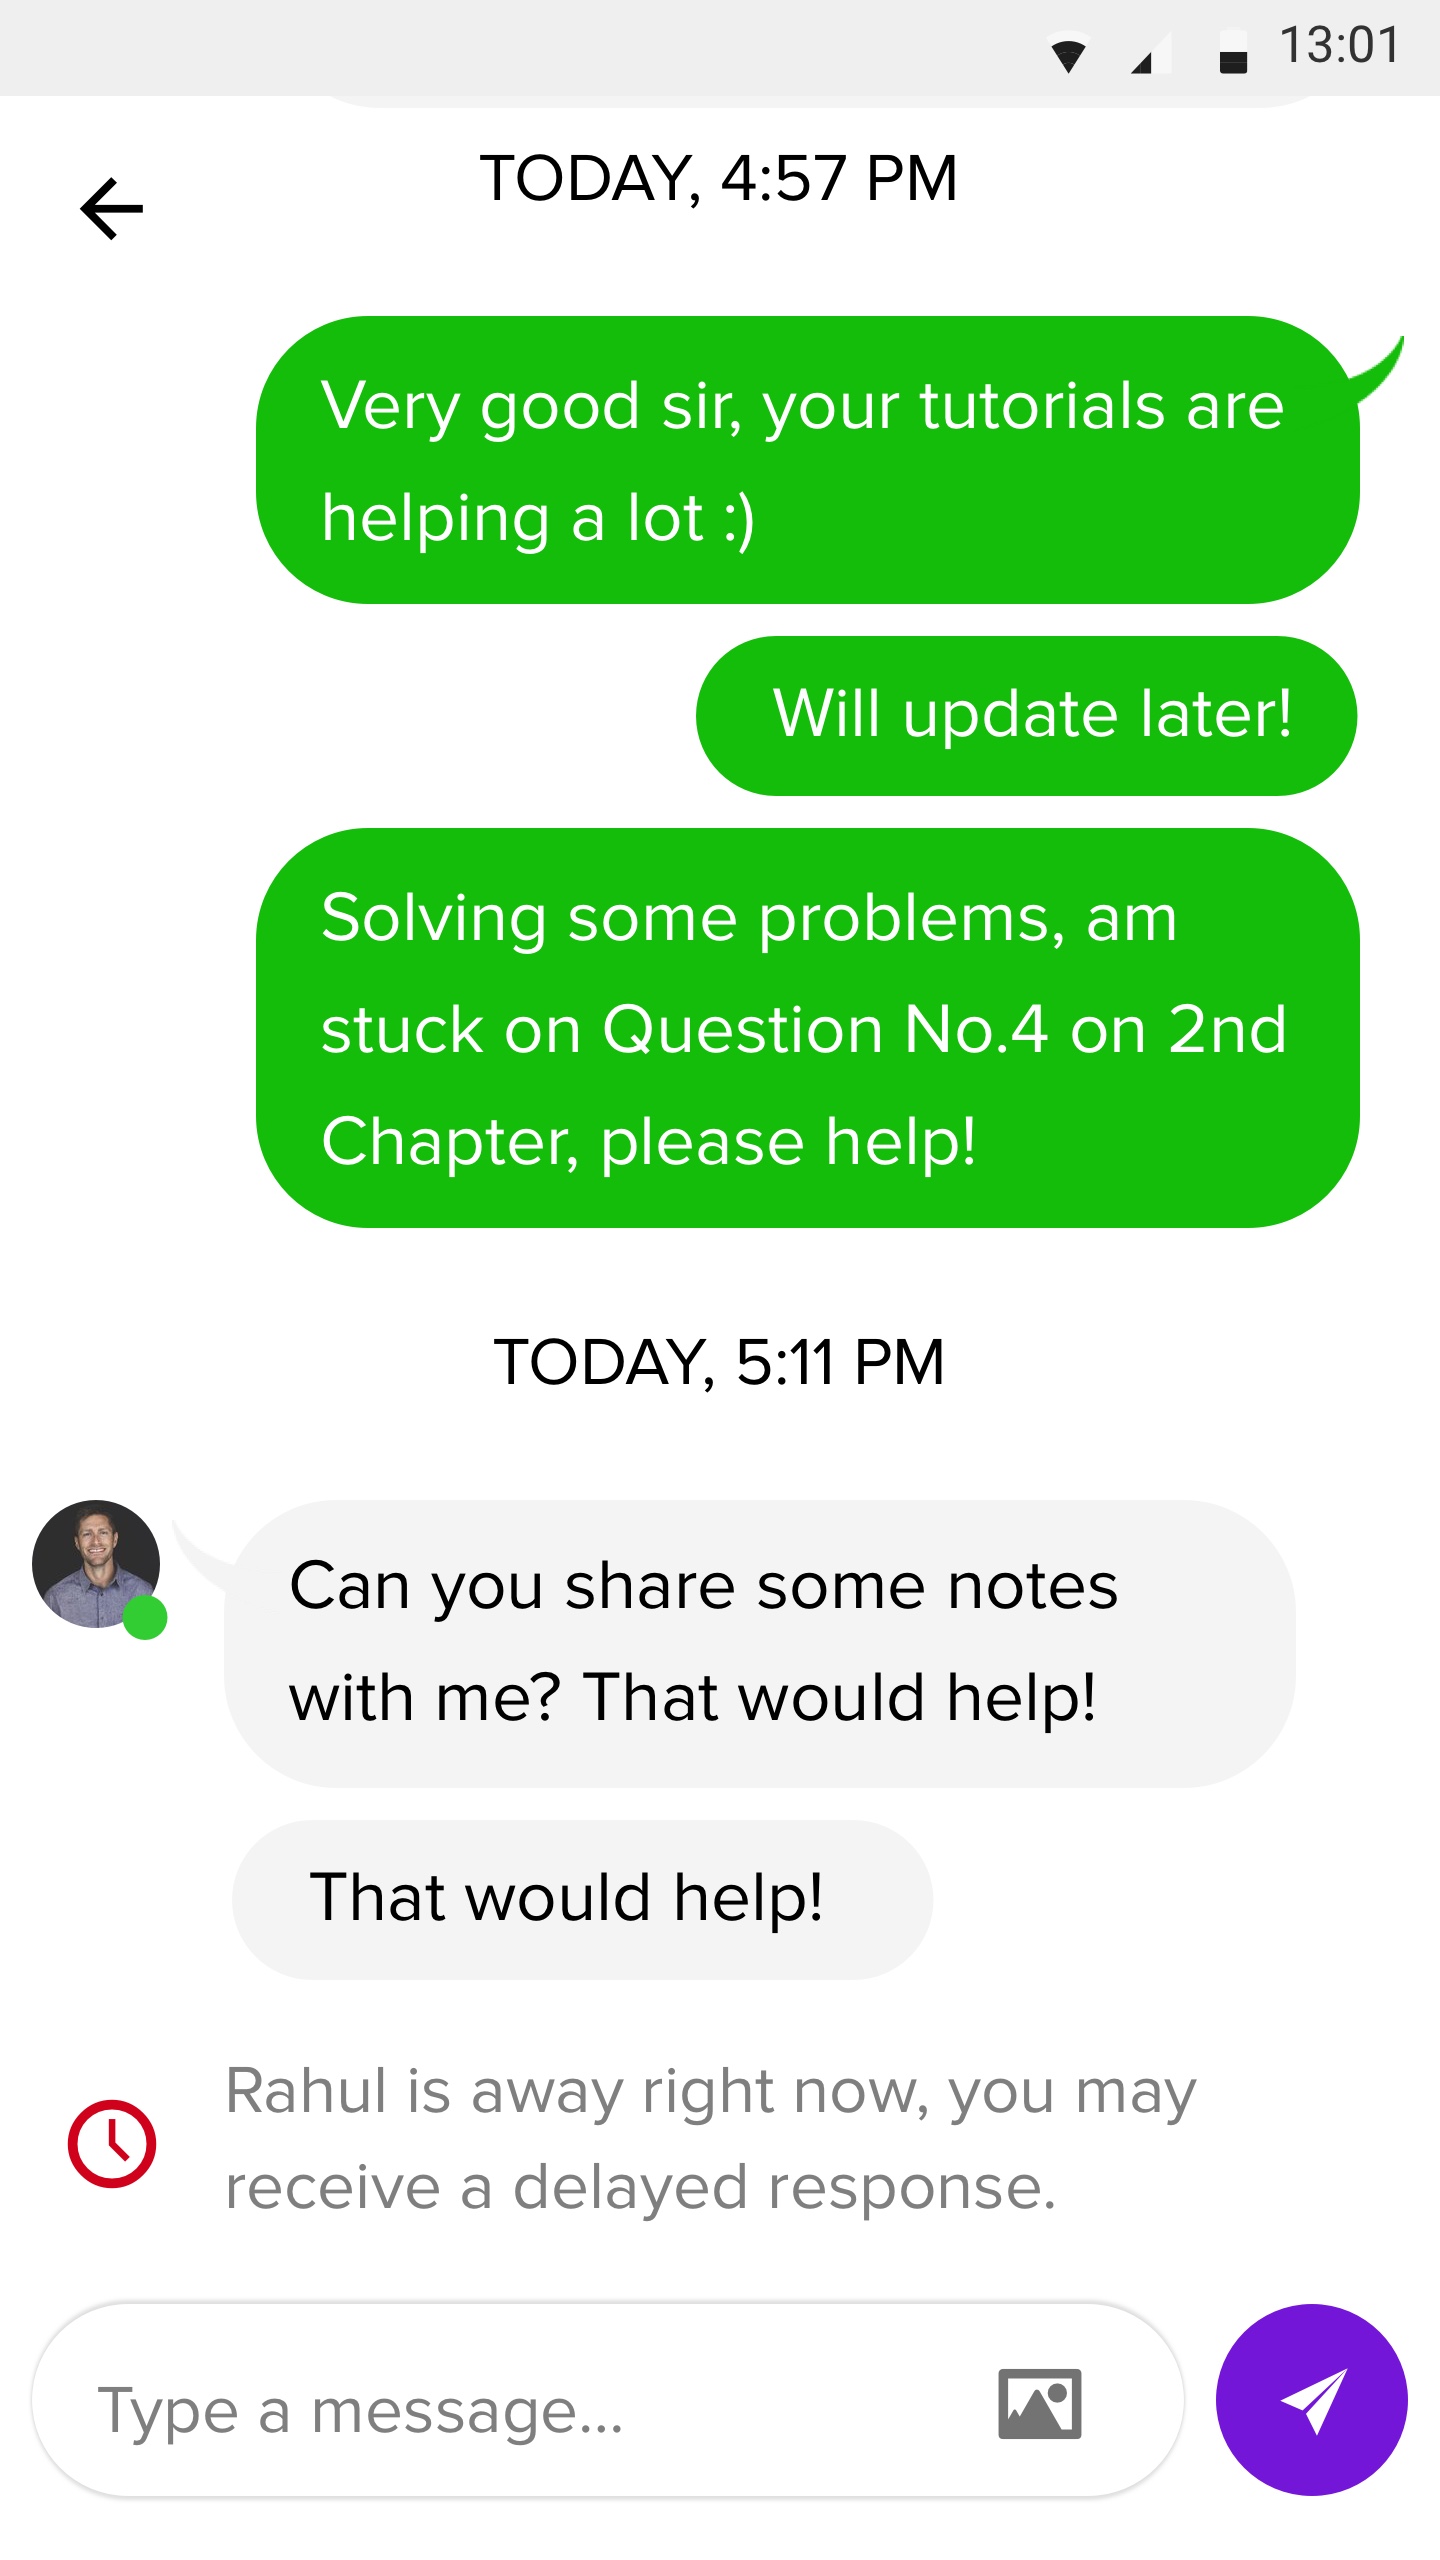 13:01
TODAY, 4:57 PM
Very good sir, your tutorials are
helping a lot :)
Will update later!
Solving some problems, am
stuck on Question No.4 on 2nd
Chapter, please help!
TODAY, 5:11 PM
Can you share some notes
with me? That would help!
That would help!
Rahul is away right now, you may
receive a delayed response.
Type a message...